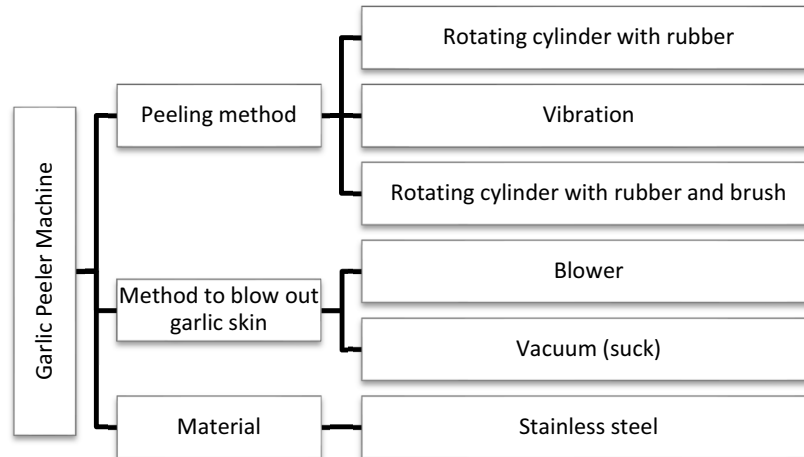 Garlic Peeler Machine
Peeling method
Rotating cylinder with rubber
Vibration
Rotating cylinder with rubber and brush
Method to blow out
garlic skin
Blower
Vacuum (suck)
Material
Stainless steel